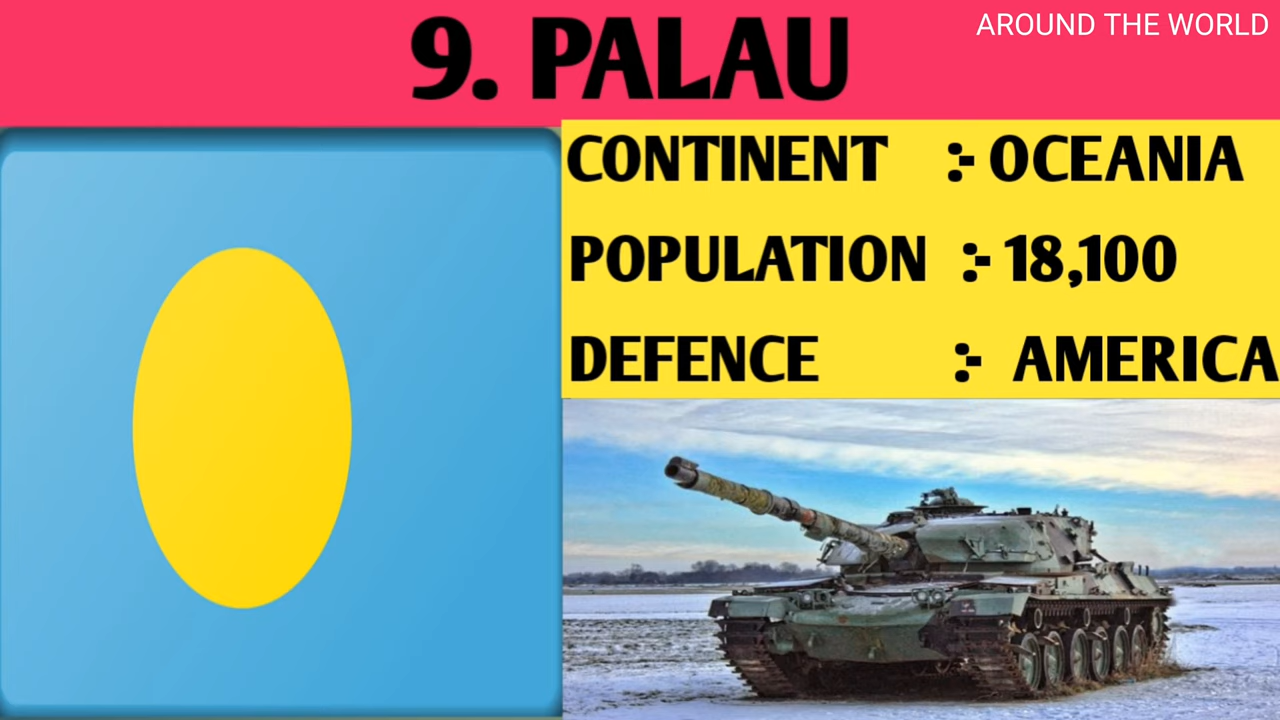 AROUND THE WORLD
9. PALAU
CONTINENT :- OCEANIA
POPULATION :- 18,100
DEFENCE :- AMERICA